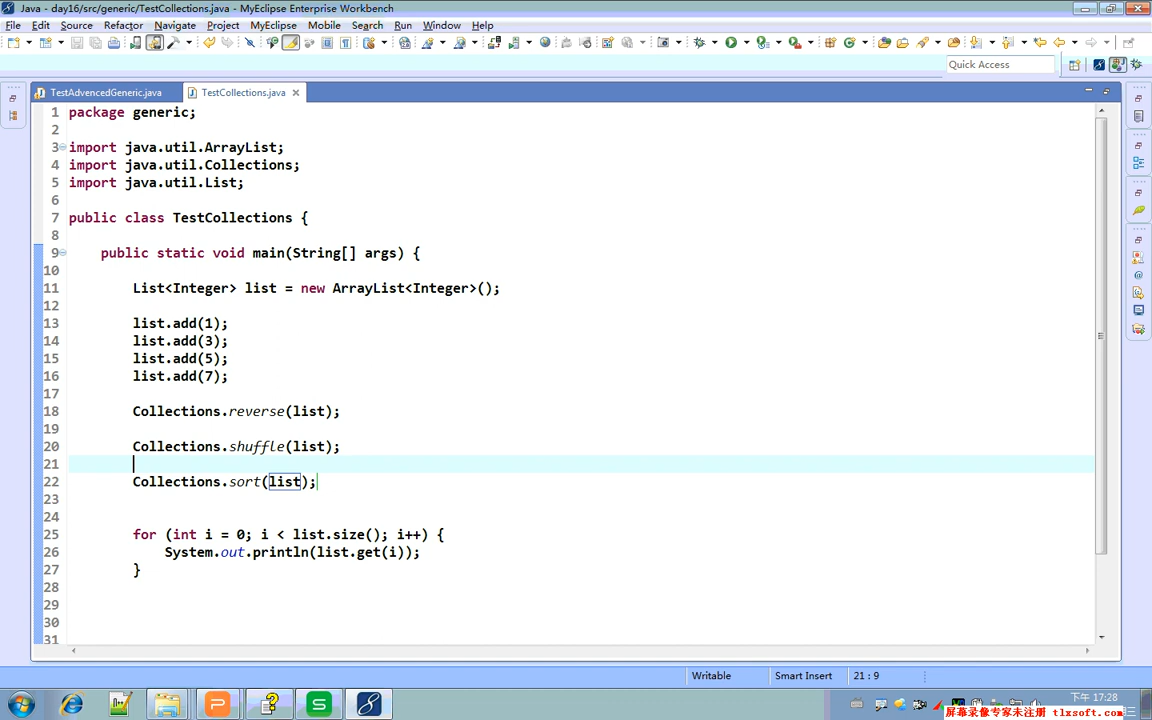 Java - day16/src/generic/TestCollections.java - MyEclipse Enterprise Workbench
File Edit Source Refactor Navigate Project MyEclipse Mobile Search Run Window Help
Quick Access
TestAdvencedGeneric.java TestCollections.java
1 package generic;
2
3 import java.util.ArrayList;
4 import java.util.Collections;
5 import java.util.List;
6
7 public class TestCollections {
8
9 public static void main(String[] args) {
10
11 List<Integer> list = new ArrayList<Integer>();
12
13 list.add(1);
14 list.add(3);
15 list.add(5);
16 list.add(7);
17
18 Collections.reverse(list);
19
20 Collections.shuffle(list);
21
22 Collections.sort(list);
23
24
25 for (int i = 0; i < list.size(); i++) {
26 System.out.println(list.get(i));
27 }
28
29
30
31
Writable Smart Insert 21 : 9
下午 17:28
屏幕录像专家未注册 tlxsoft.com